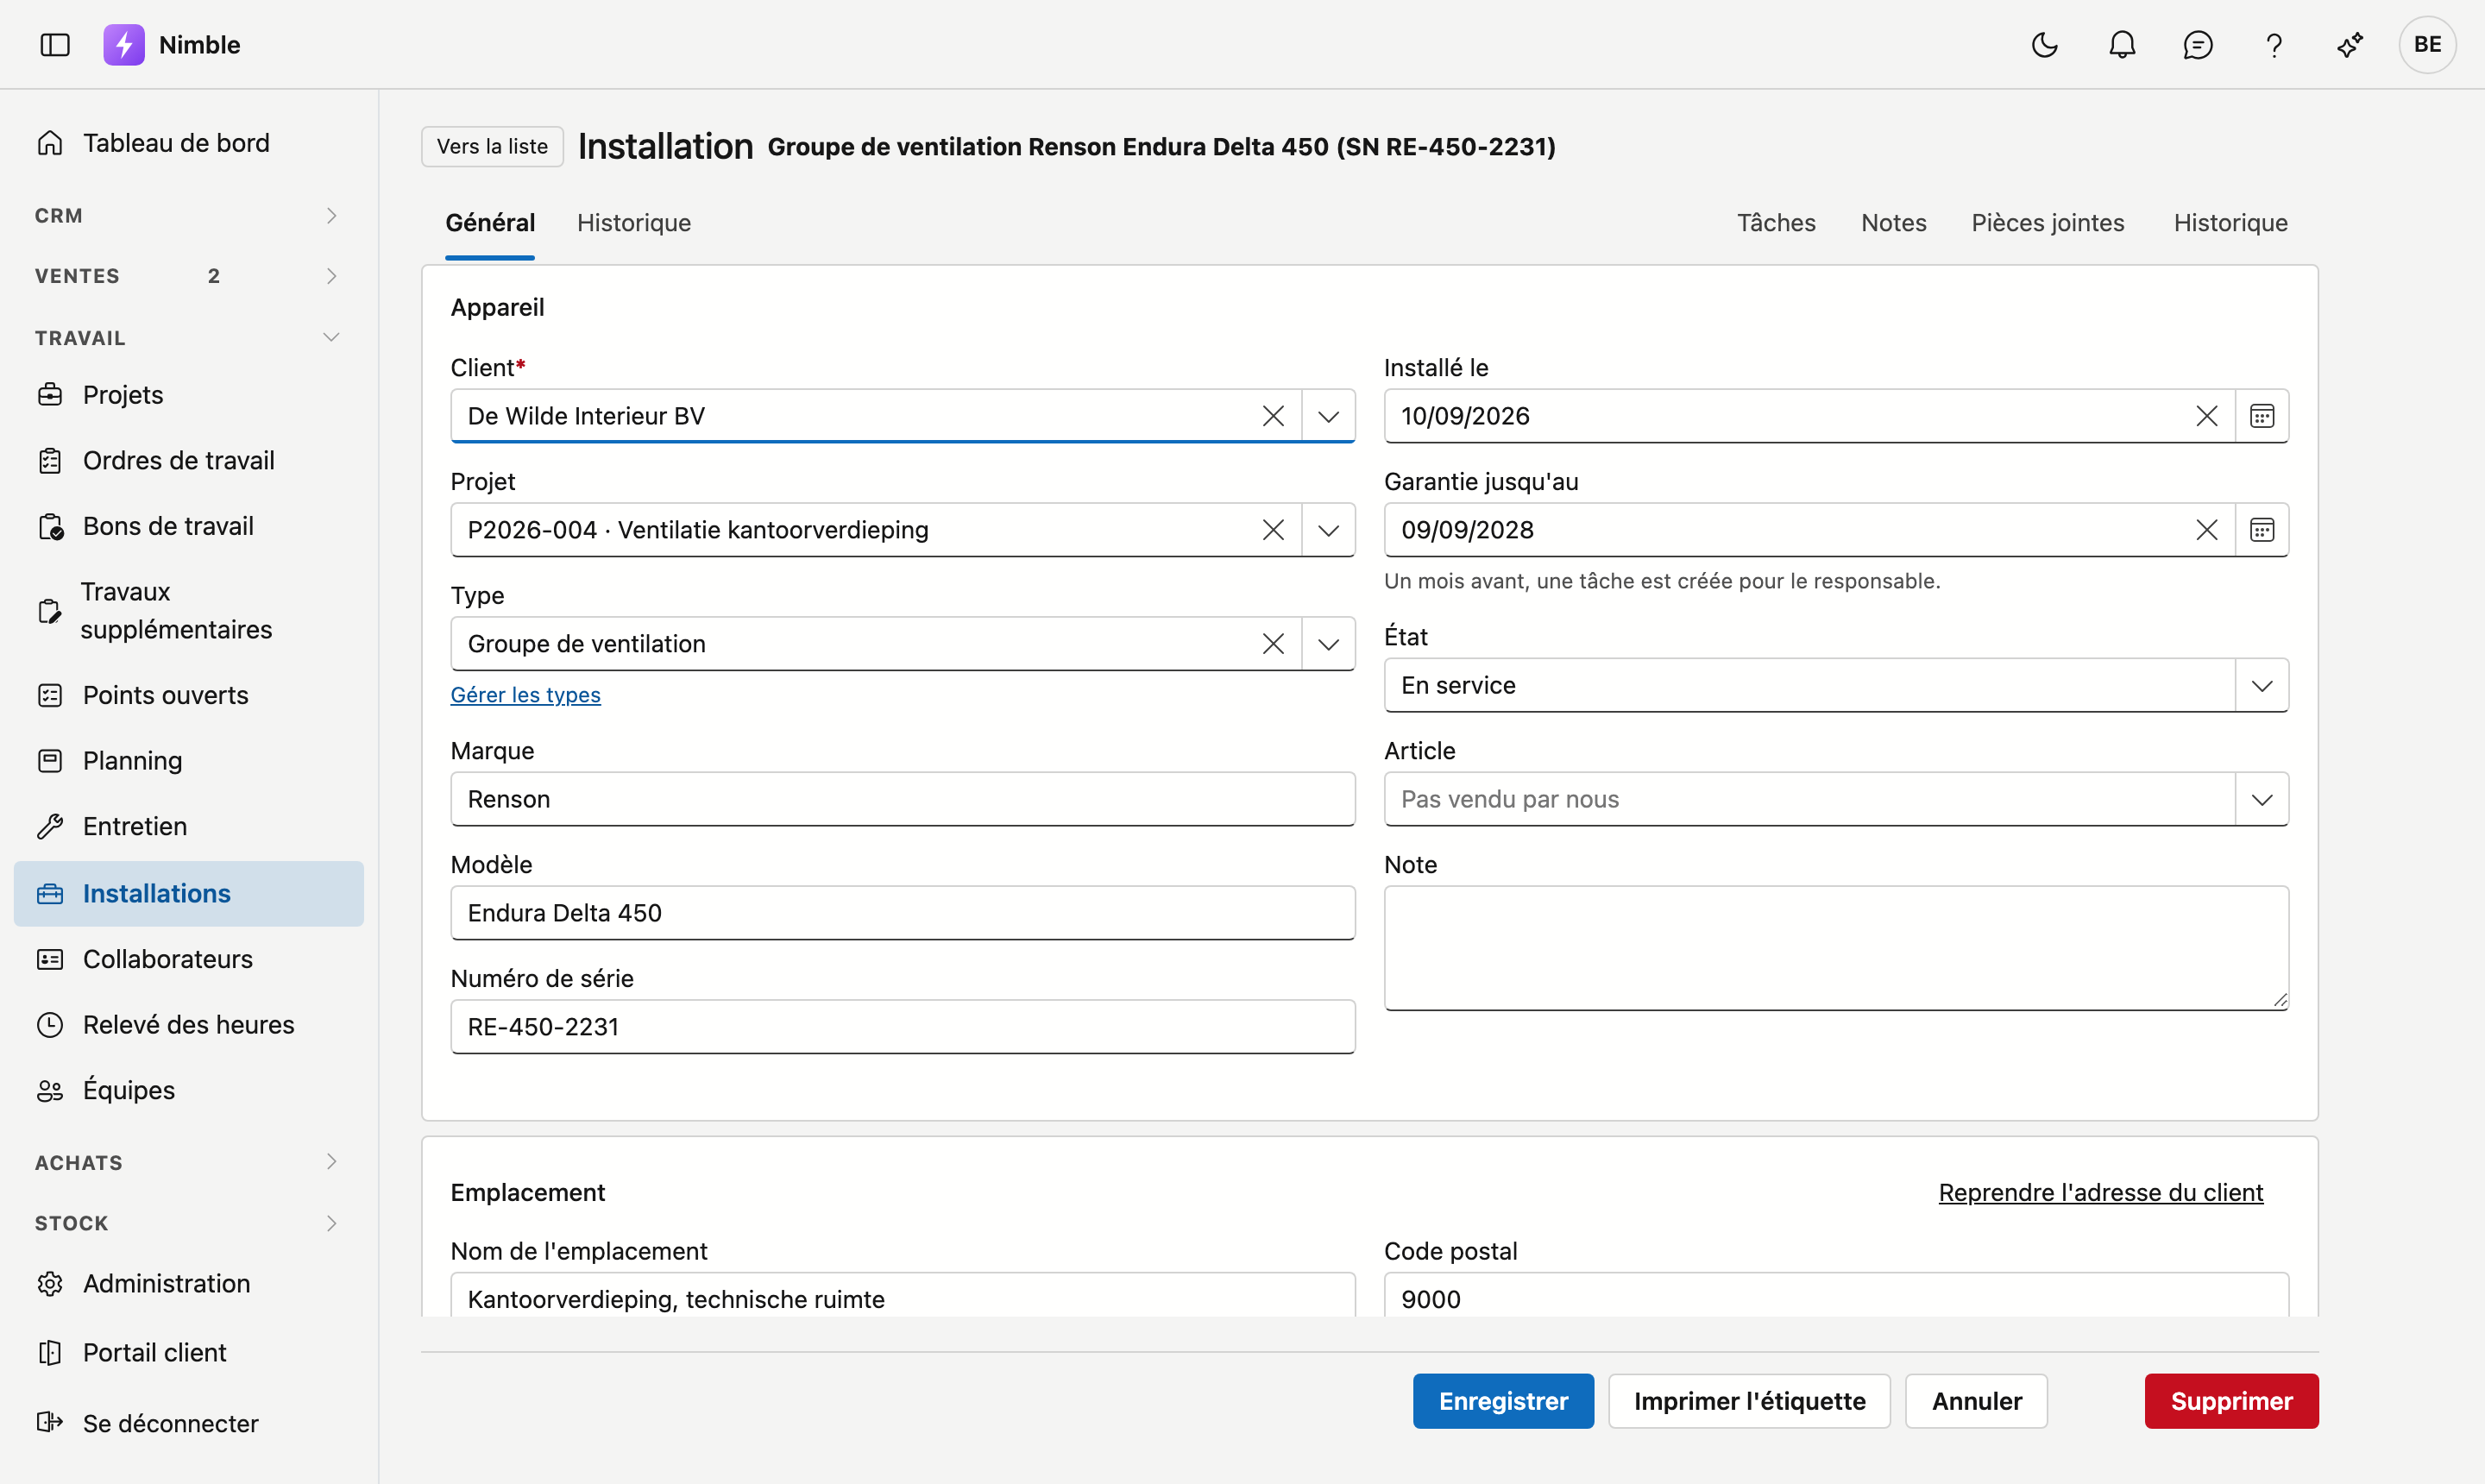 Nimble
BE
Tableau de bord
CRM
VENTES 2
TRAVAIL
Projets
Ordres de travail
Bons de travail
Travaux
supplémentaires
Points ouverts
Planning
Entretien
Installations
Collaborateurs
Relevé des heures
Équipes
ACHATS
STOCK
Administration
Portail client
Se déconnecter
Vers la liste Installation Groupe de ventilation Renson Endura Delta 450 (SN RE-450-2231)
Général Historique Tâches Notes Pièces jointes Historique
Appareil
Client*
De Wilde Interieur BV
Projet
P2026-004 · Ventilatie kantoorverdieping
Type
Groupe de ventilation
Gérer les types
Marque
Renson
Modèle
Endura Delta 450
Numéro de série
RE-450-2231
Installé le
10/09/2026
Garantie jusqu'au
09/09/2028
Un mois avant, une tâche est créée pour le responsable.
État
En service
Article
Pas vendu par nous
Note
Emplacement Reprendre l'adresse du client
Nom de l'emplacement
Kantoorverdieping, technische ruimte
Code postal
9000
Enregistrer Imprimer l'étiquette Annuler Supprimer